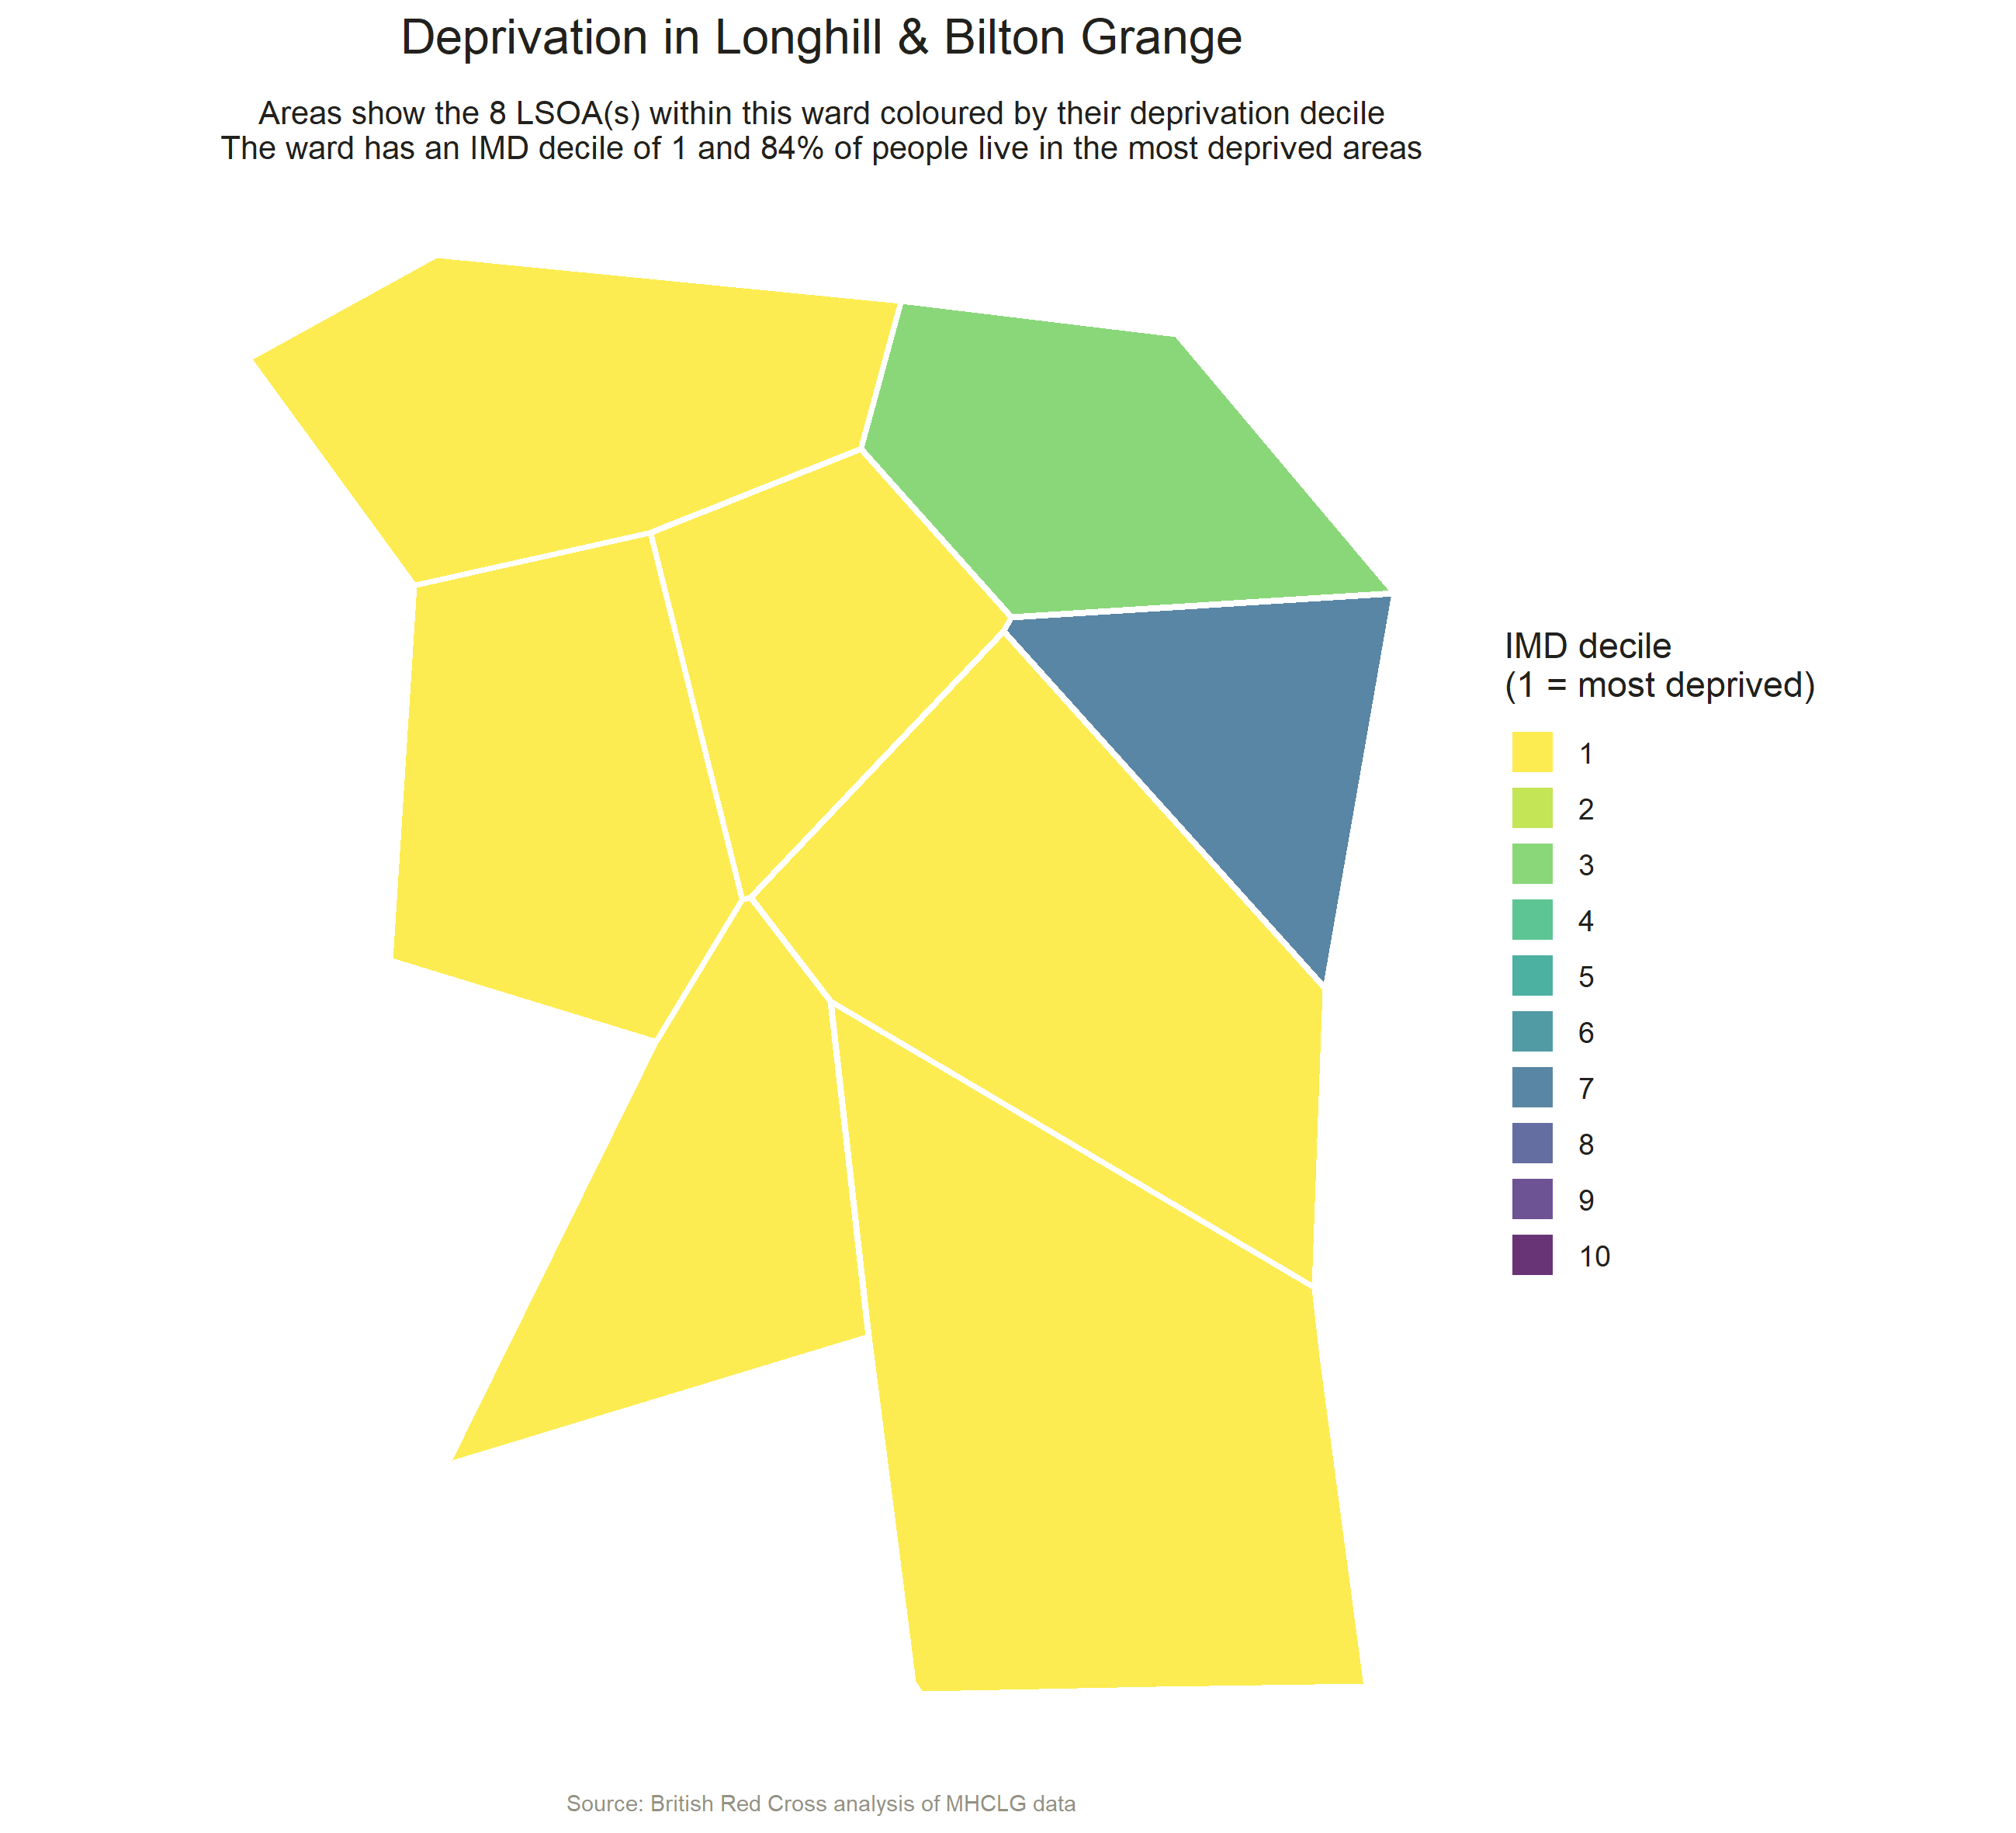 Deprivation in Longhill & Bilton Grange
Areas show the 8 LSOA(s) within this ward coloured by their deprivation decile
The ward has an IMD decile of 1 and 84% of people live in the most deprived areas
IMD decile
(1 = most deprived)
1
2
3
4
5
6
7
8
9
10
Source: British Red Cross analysis of MHCLG data